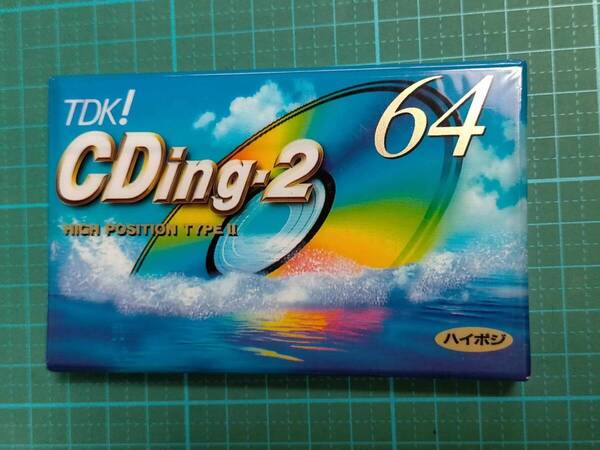 TDK!
64
CDing-2
HIGH POSITION TYPE II
ハイポジ